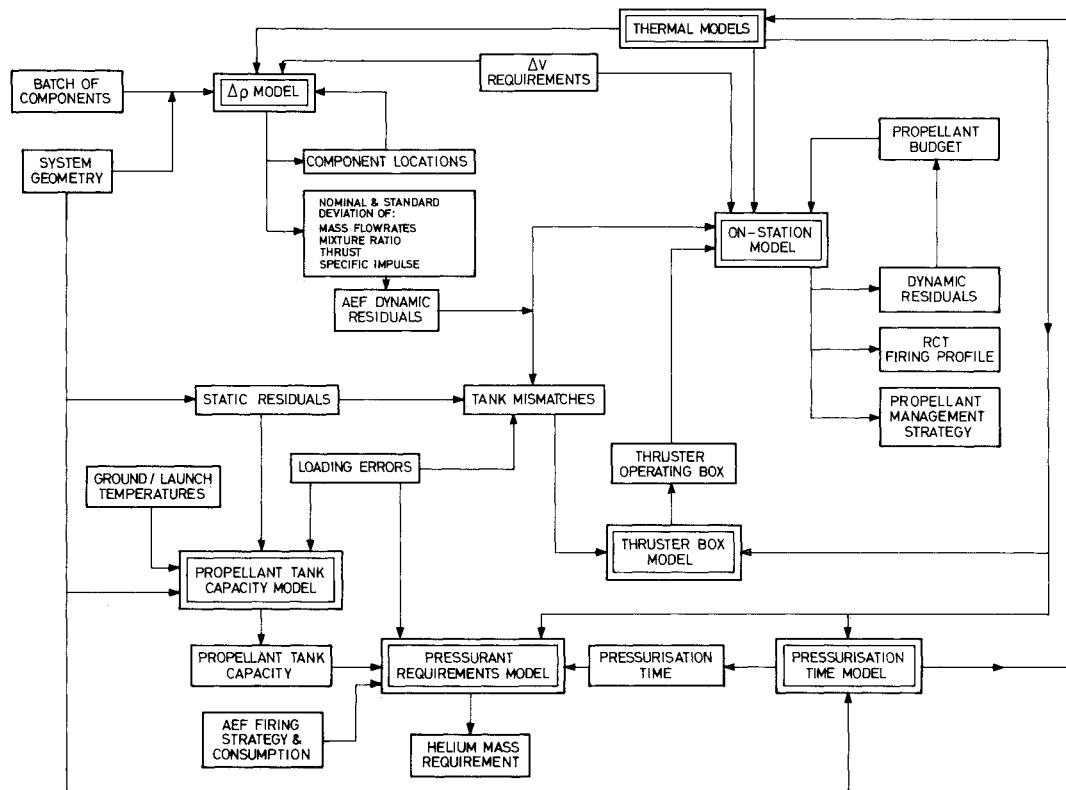 THERMAL MODELS
ΔV
REQUIREMENTS
BATCH OF
COMPONENTS
Δρ MODEL
PROPELLANT
BUDGET
SYSTEM
GEOMETRY
COMPONENT LOCATIONS
NOMINAL & STANDARD
DEVIATION OF:
MASS FLOWRATES
MIXTURE RATIO
THRUST
SPECIFIC IMPULSE
ON-STATION
MODEL
AEF DYNAMIC
RESIDUALS
DYNAMIC
RESIDUALS
RCT
FIRING PROFILE
STATIC RESIDUALS
TANK MISMATCHES
PROPELLANT
MANAGEMENT
STRATEGY
LOADING ERRORS
THRUSTER
OPERATING BOX
GROUND / LAUNCH
TEMPERATURES
THRUSTER BOX
MODEL
PROPELLANT TANK
CAPACITY MODEL
PROPELLANT TANK
CAPACITY
PRESSURANT
REQUIREMENTS MODEL
PRESSURISATION
TIME
PRESSURISATION
TIME MODEL
AEF FIRING
STRATEGY &
CONSUMPTION
HELIUM MASS
REQUIREMENT